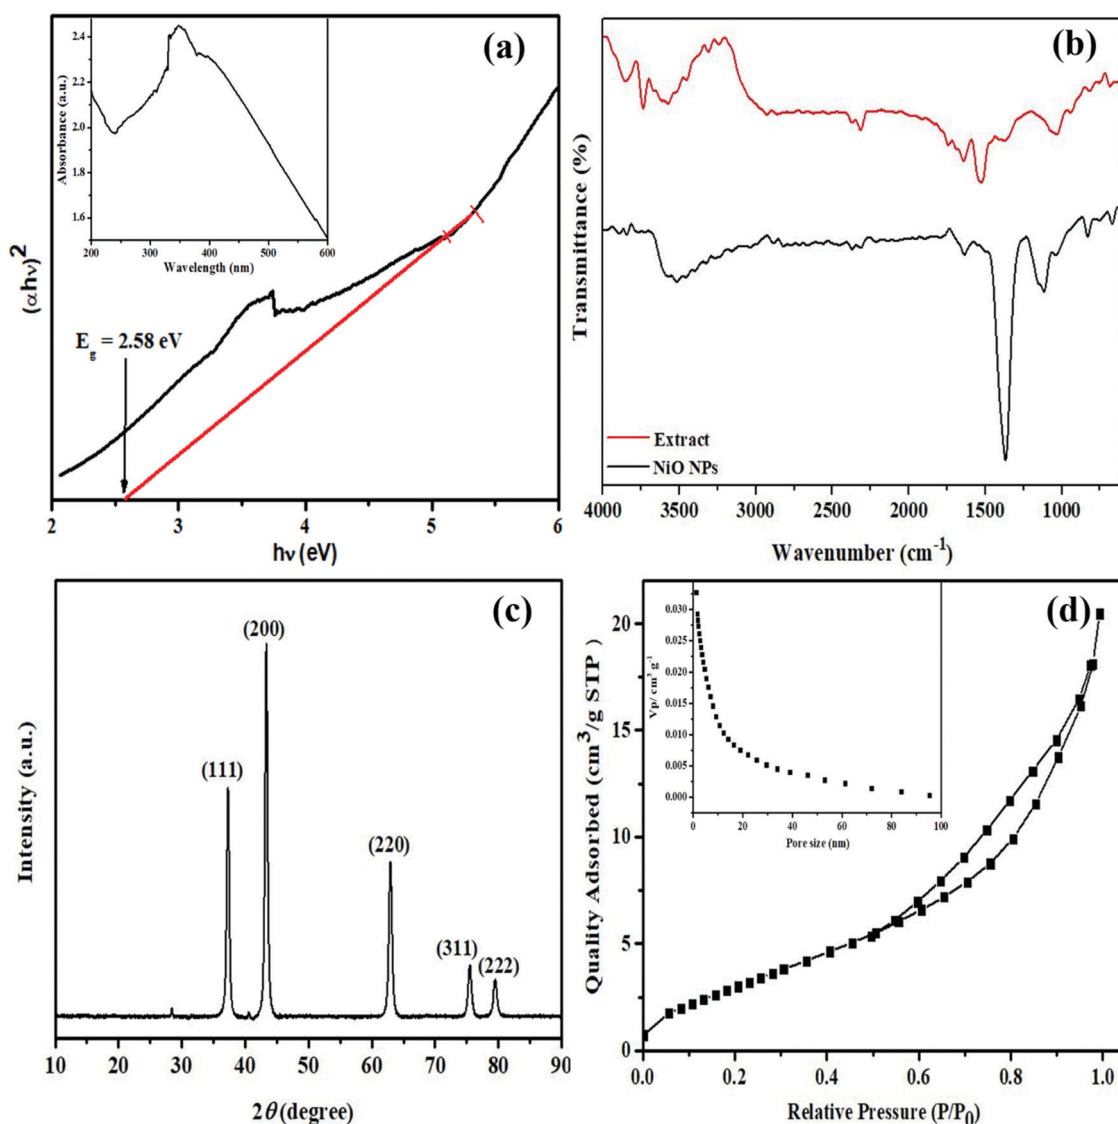 (a)
2.4
2.2
2.0
1.8
1.6
Absorbance (a.u.)
200 300 400 500 600
Wavelength (nm)
(αhν)²
E_g = 2.58 eV
2 3 4 5 6
hν (eV)
(b)
Transmittance (%)
Extract
NiO NPs
4000 3500 3000 2500 2000 1500 1000
Wavenumber (cm⁻¹)
(c)
(200)
(111)
(220)
(311)
(222)
Intensity (a.u.)
10 20 30 40 50 60 70 80 90
2θ (degree)
(d)
20
15
10
5
0
Quality Adsorbed (cm³/g STP )
0.030
0.025
0.020
0.015
0.010
0.005
0.000
Vp/ cm³ g⁻¹
0 20 40 60 80 100
Pore size (nm)
0.0 0.2 0.4 0.6 0.8 1.0
Relative Pressure (P/P₀)